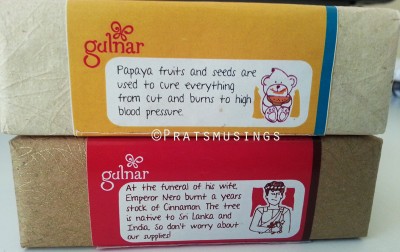 gulnar
Papaya fruits and seeds are
used to cure everything
from cut and burns to high
blood pressure.
©PRATSMUSINGS
gulnar
At the funeral of his wife,
Emperor Nero burnt a years
stock of Cinnamon. The tree
is native to Sri Lanka and
India, So don't worry about
our supplies!